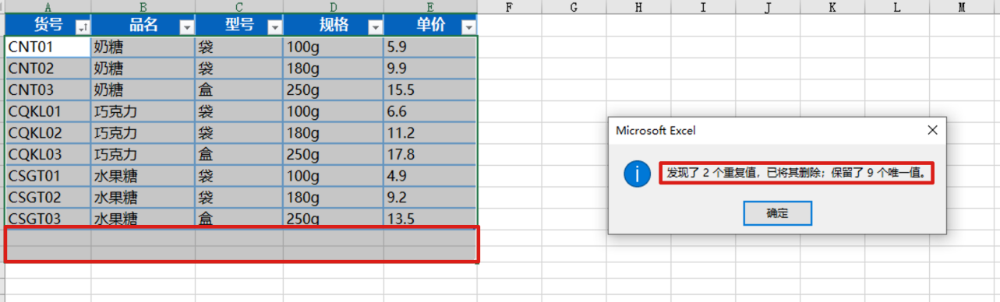 A B C D E F G H I J K L M
货号 品名 型号 规格 单价
CNT01 奶糖 袋 100g 5.9
CNT02 奶糖 袋 180g 9.9
CNT03 奶糖 盒 250g 15.5
CQKL01 巧克力 袋 100g 6.6
CQKL02 巧克力 袋 180g 11.2
CQKL03 巧克力 盒 250g 17.8
CSGT01 水果糖 袋 100g 4.9
CSGT02 水果糖 袋 180g 9.2
CSGT03 水果糖 盒 250g 13.5
Microsoft Excel
发现了 2 个重复值，已将其删除；保留了 9 个唯一值。
确定